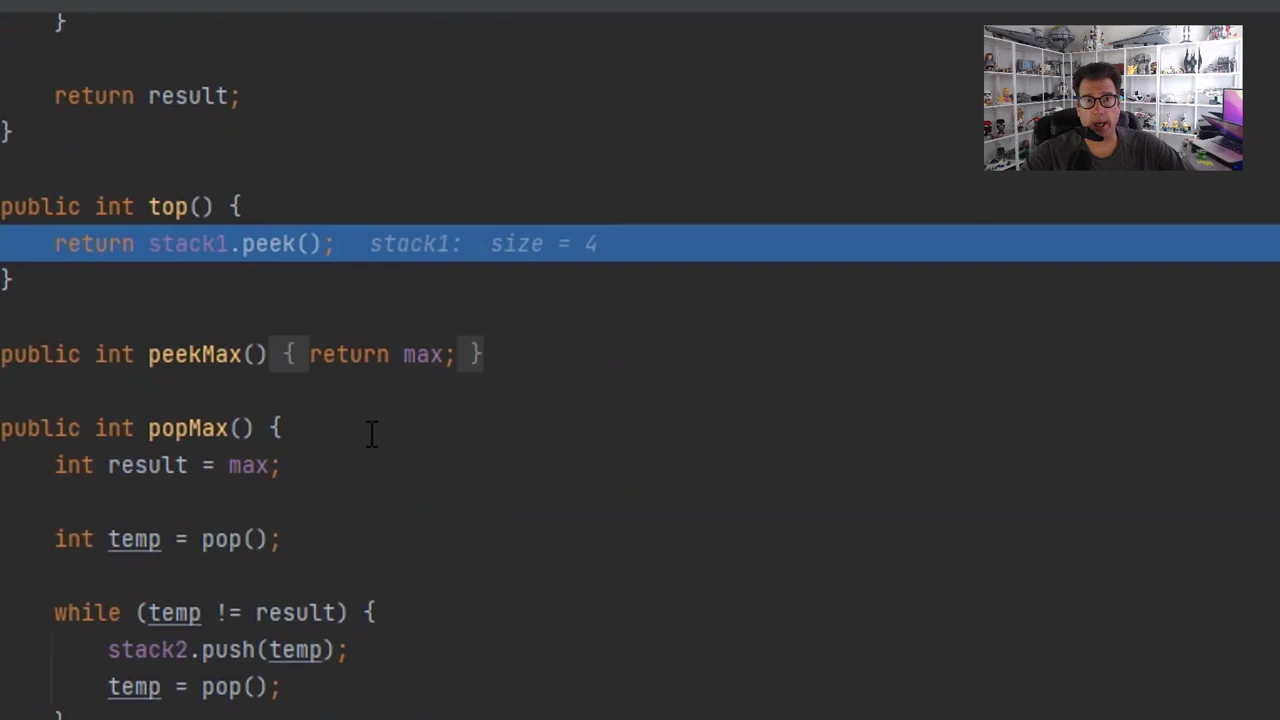 }
return result;
}
public int top() {
return stack1.peek();   stack1:  size = 4
}
public int peekMax() { return max; }
public int popMax() {
int result = max;
int temp = pop();
while (temp != result) {
stack2.push(temp);
temp = pop();
}